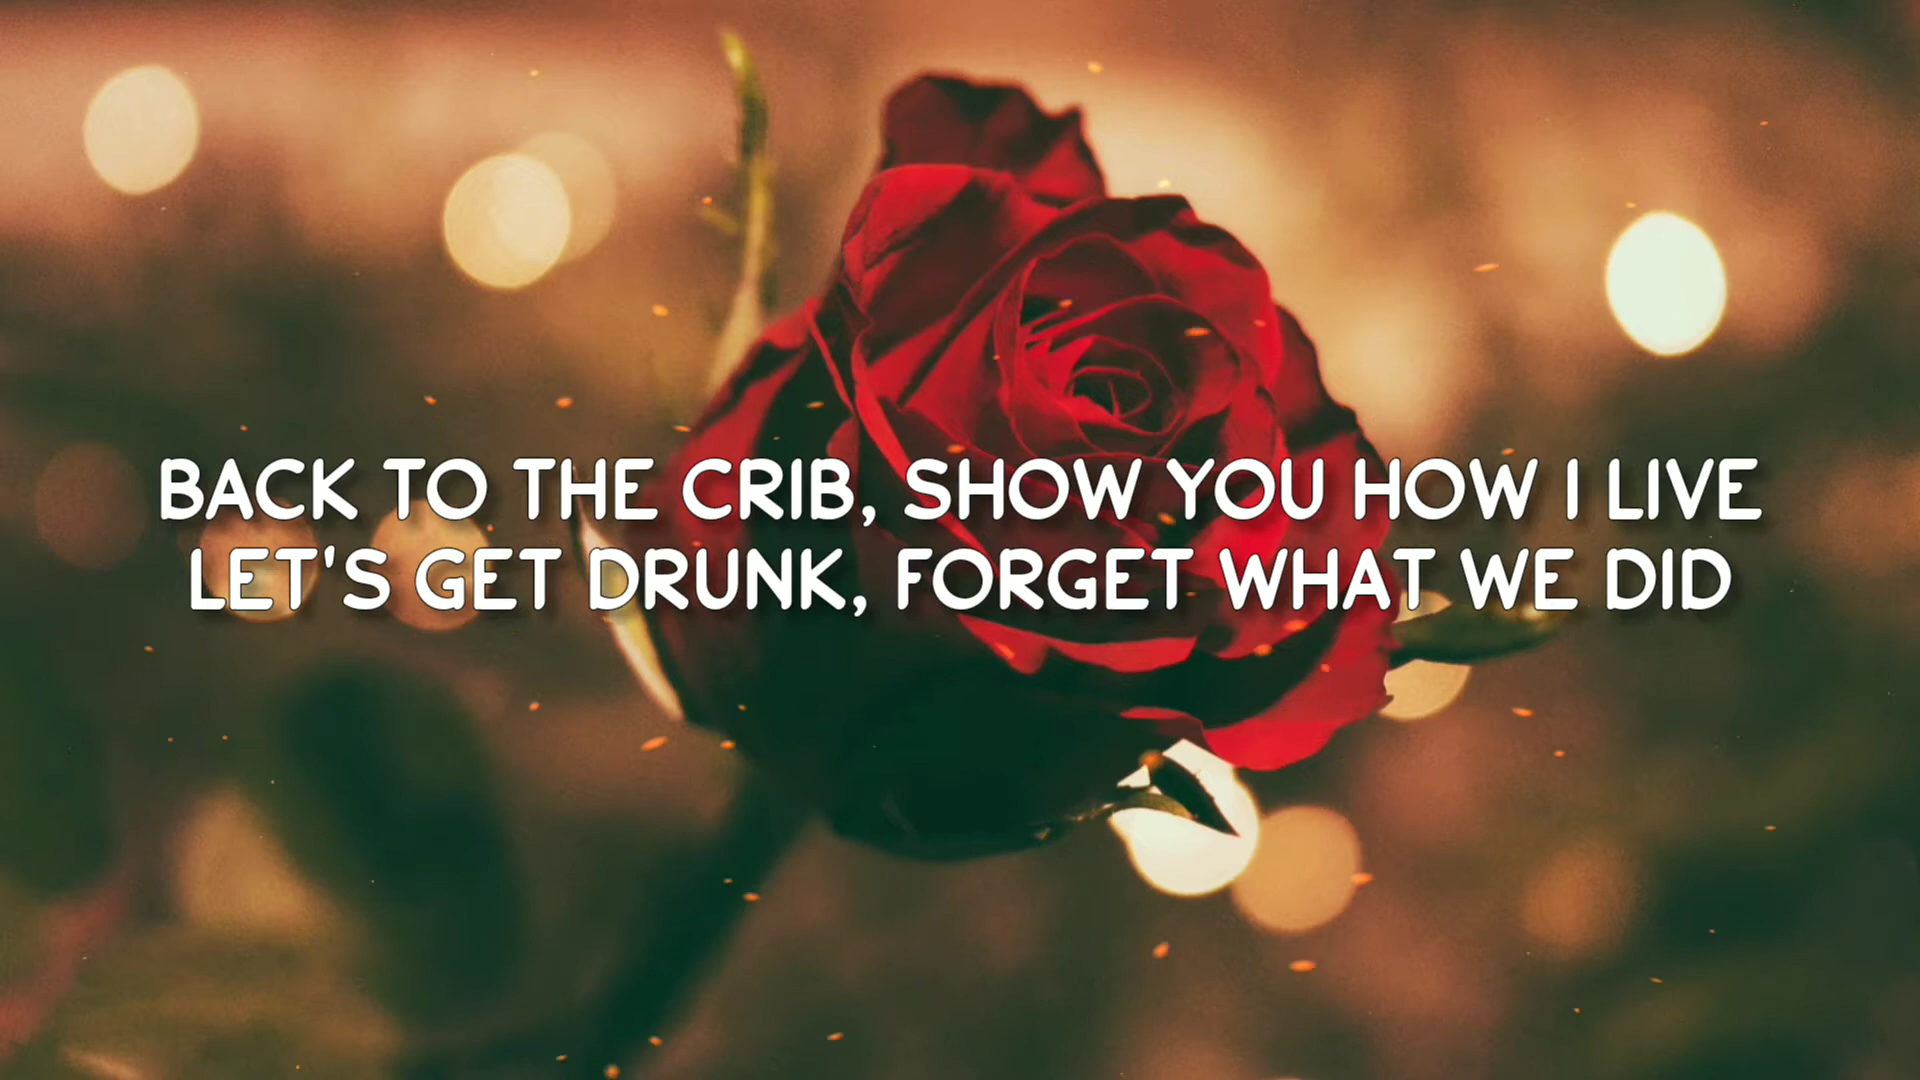 BACK TO THE CRIB, SHOW YOU HOW I LIVE
LET'S GET DRUNK, FORGET WHAT WE DID